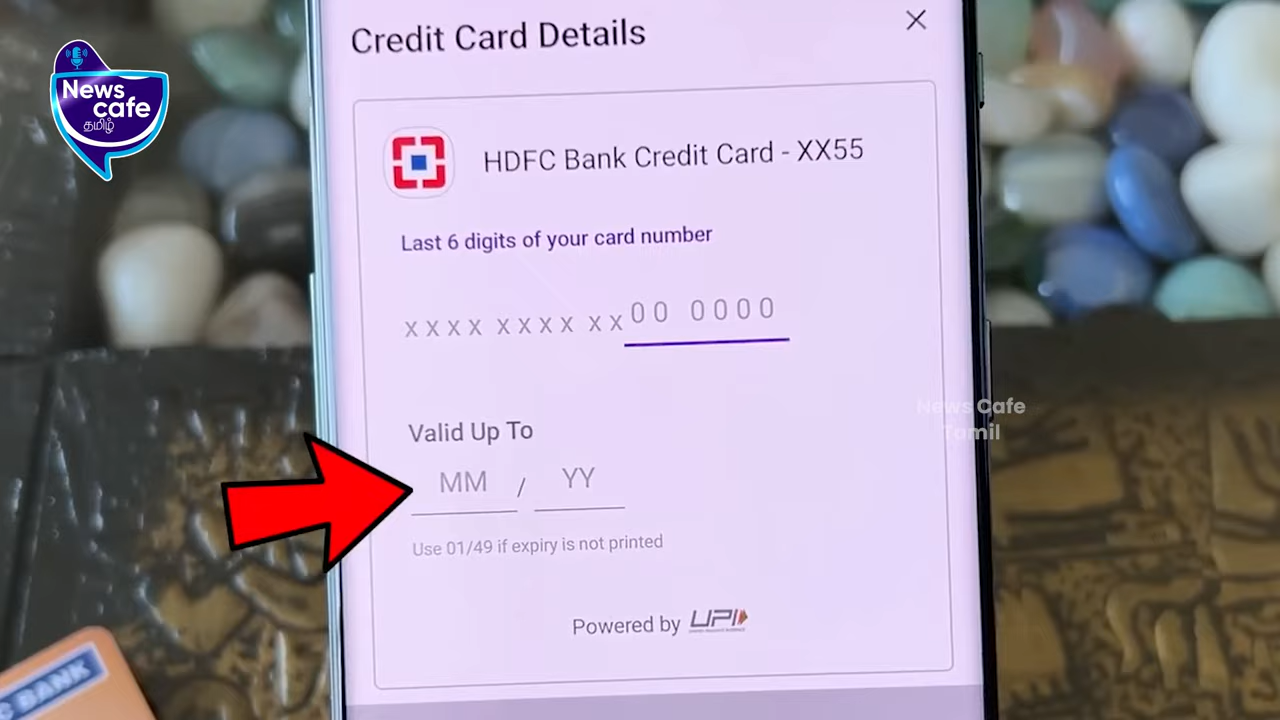 News
cafe
தமிழ்
Credit Card Details
HDFC Bank Credit Card - XX55
Last 6 digits of your card number
XXXX XXXX XX00 0000
Valid Up To
MM / YY
Use 01/49 if expiry is not printed
Powered by UPI
News Cafe
Tamil
C BANK